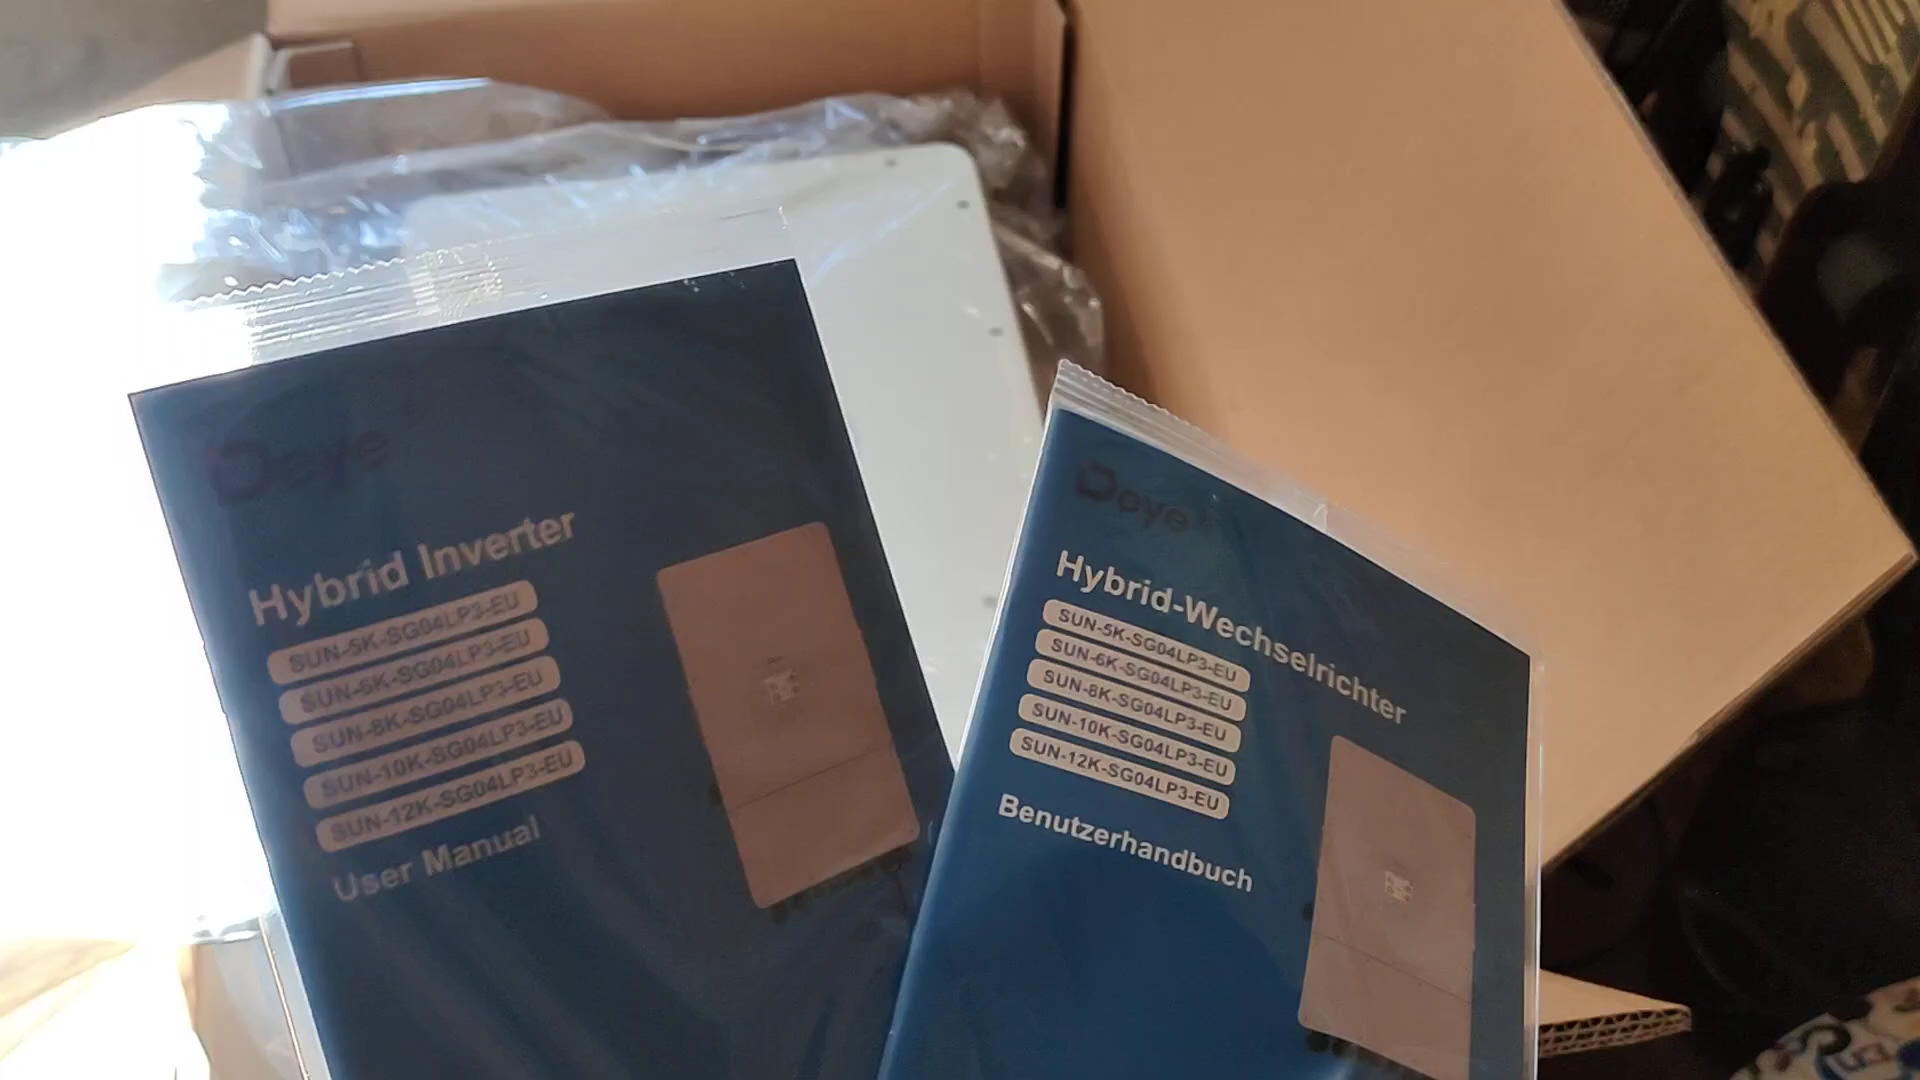 Deye
Hybrid Inverter
SUN-5K-SG04LP3-EU
SUN-6K-SG04LP3-EU
SUN-8K-SG04LP3-EU
SUN-10K-SG04LP3-EU
SUN-12K-SG04LP3-EU
User Manual
Deye
Hybrid-Wechselrichter
SUN-5K-SG04LP3-EU
SUN-6K-SG04LP3-EU
SUN-8K-SG04LP3-EU
SUN-10K-SG04LP3-EU
SUN-12K-SG04LP3-EU
Benutzerhandbuch